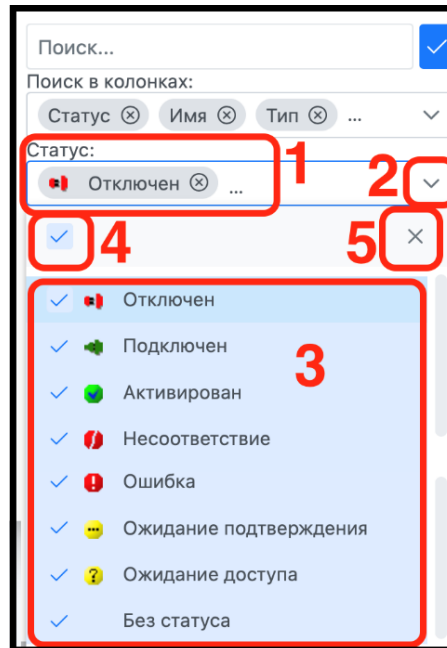 Поиск...
Поиск в колонках:
Статус Имя Тип ...
Статус:
1
Отключен ...
2
4
5
Отключен
Подключен
3
Активирован
Несоответствие
Ошибка
Ожидание подтверждения
Ожидание доступа
Без статуса